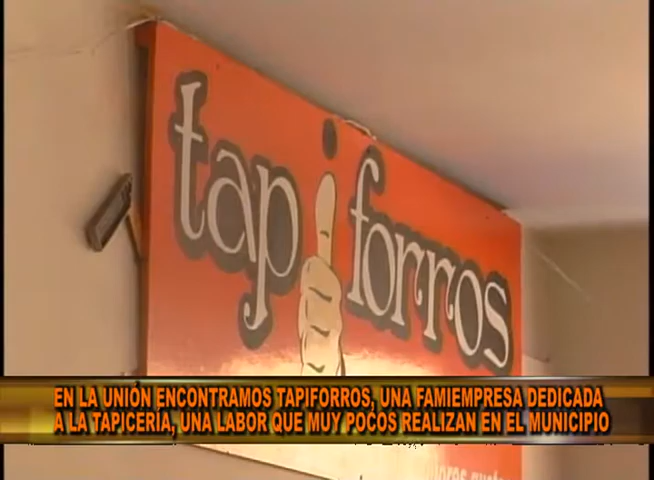 tapiforros
EN LA UNIÓN ENCONTRAMOS TAPIFORROS, UNA FAMIEMPRESA DEDICADA
A LA TAPICERÍA, UNA LABOR QUE MUY POCOS REALIZAN EN EL MUNICIPIO